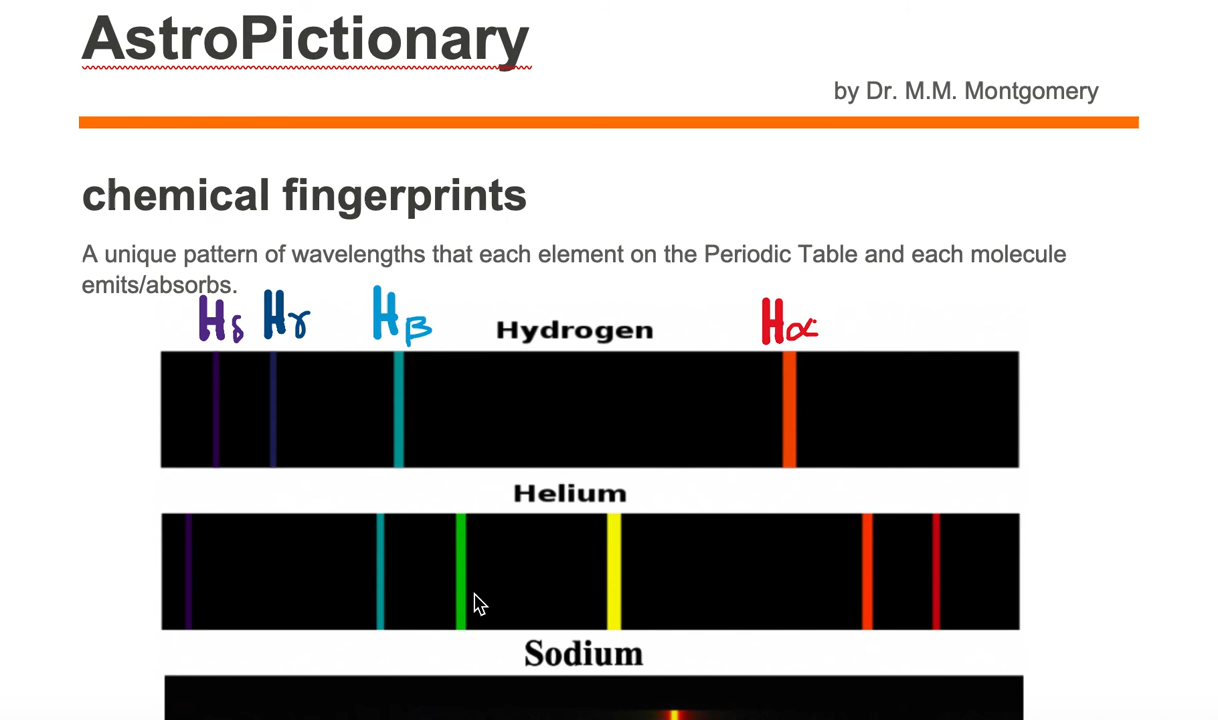 AstroPictionary
by Dr. M.M. Montgomery
chemical fingerprints
A unique pattern of wavelengths that each element on the Periodic Table and each molecule
emits/absorbs.
Hδ Hγ Hβ Hα
Hydrogen
Helium
Sodium